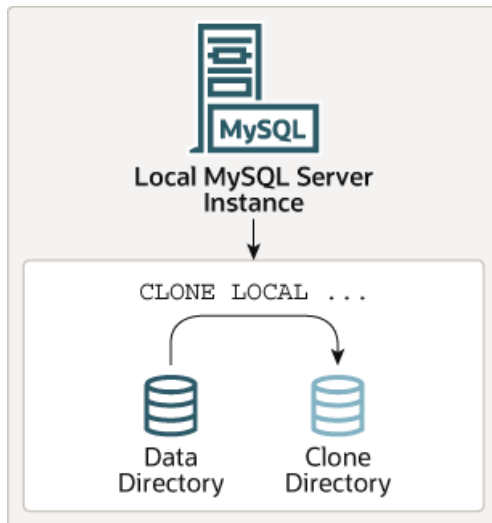 MySQL
Local MySQL Server
Instance
CLONE LOCAL ...
Data
Directory
Clone
Directory